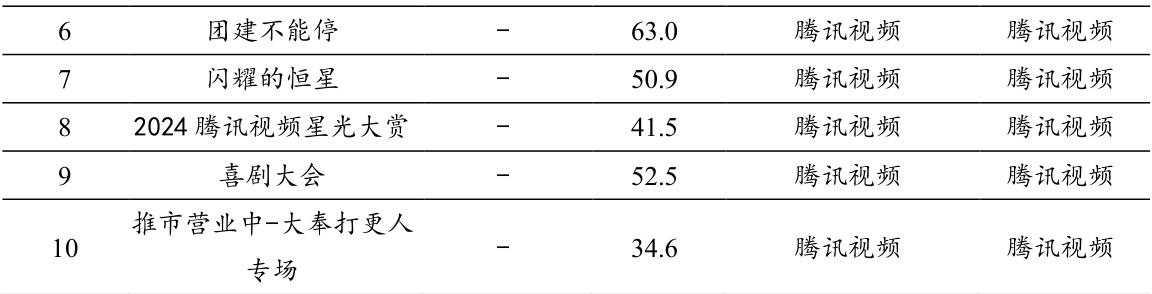 6 团建不能停 - 63.0 腾讯视频 腾讯视频
7 闪耀的恒星 - 50.9 腾讯视频 腾讯视频
8 2024 腾讯视频星光大赏 - 41.5 腾讯视频 腾讯视频
9 喜剧大会 - 52.5 腾讯视频 腾讯视频
推市营业中-大奉打更人
10 - 34.6 腾讯视频 腾讯视频
专场